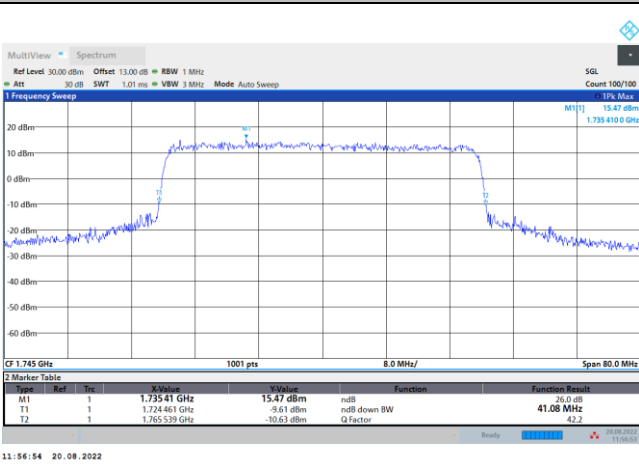 MultiView Spectrum
Ref Level 30.00 dBm Offset 13.00 dB RBW 1 MHz SGL
Att 30 dB SWT 1.01 ms VBW 3 MHz Mode Auto Sweep Count 100/100
1 Frequency Sweep 1Pk Max
M1[1] 15.47 dBm
1.735 410 0 GHz
20 dBm
M1
10 dBm
0 dBm
T1
T2
-10 dBm
-20 dBm
-30 dBm
-40 dBm
-50 dBm
-60 dBm
CF 1.745 GHz 1001 pts 8.0 MHz/ Span 80.0 MHz
2 Marker Table
Type Ref Trc X-Value Y-Value Function Function Result
M1 1 1.73541 GHz 15.47 dBm ndB 26.0 dB
T1 1 1.724 461 GHz -9.61 dBm ndB down BW 41.08 MHz
T2 1 1.765 539 GHz -10.63 dBm Q Factor 42.2
Ready 20.08.2022
11:56:53
11:56:54 20.08.2022